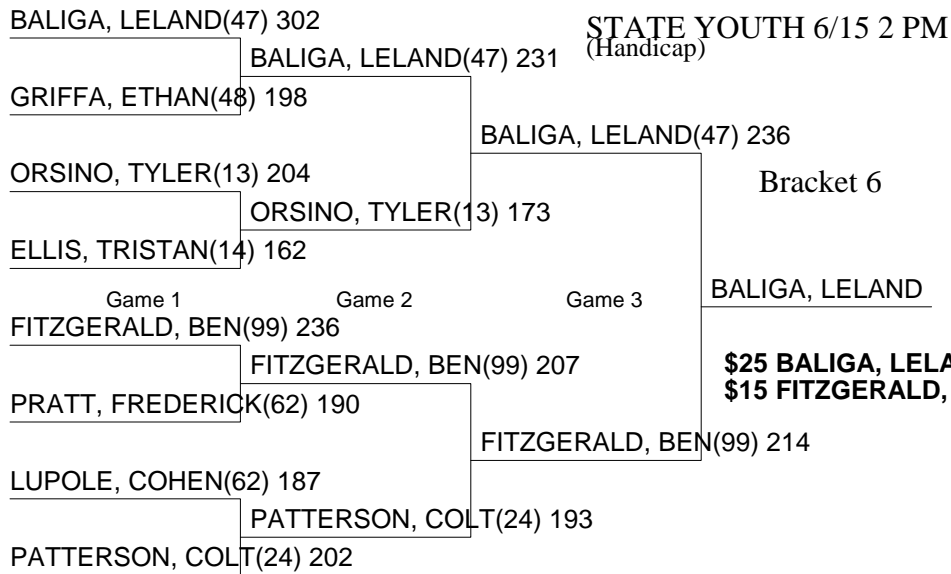 BALIGA, LELAND(47) 302
STATE YOUTH 6/15 2 PM
(Handicap)
BALIGA, LELAND(47) 231
GRIFFA, ETHAN(48) 198
BALIGA, LELAND(47) 236
ORSINO, TYLER(13) 204
Bracket 6
ORSINO, TYLER(13) 173
ELLIS, TRISTAN(14) 162
Game 1
Game 2
Game 3
BALIGA, LELAND
FITZGERALD, BEN(99) 236
FITZGERALD, BEN(99) 207
$25 BALIGA, LELA
$15 FITZGERALD,
PRATT, FREDERICK(62) 190
FITZGERALD, BEN(99) 214
LUPOLE, COHEN(62) 187
PATTERSON, COLT(24) 193
PATTERSON, COLT(24) 202